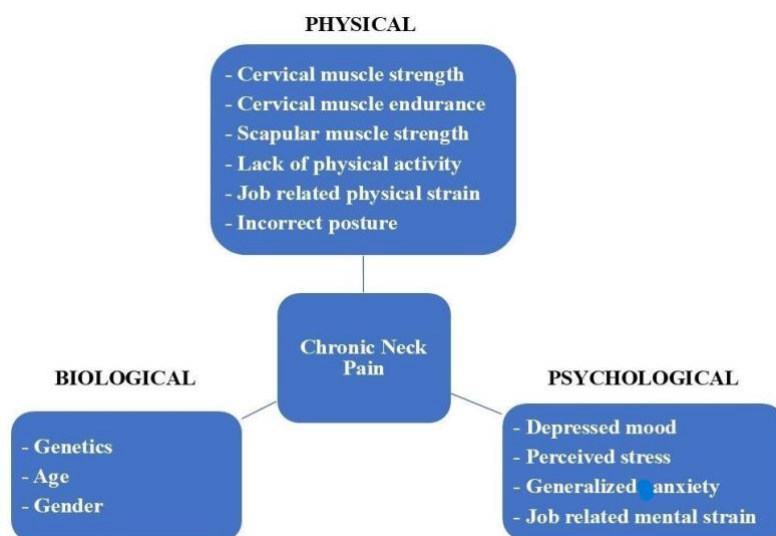 PHYSICAL
- Cervical muscle strength
- Cervical muscle endurance
- Scapular muscle strength
- Lack of physical activity
- Job related physical strain
- Incorrect posture
Chronic Neck
Pain
BIOLOGICAL
- Genetics
- Age
- Gender
PSYCHOLOGICAL
- Depressed mood
- Perceived stress
- Generalized anxiety
- Job related mental strain